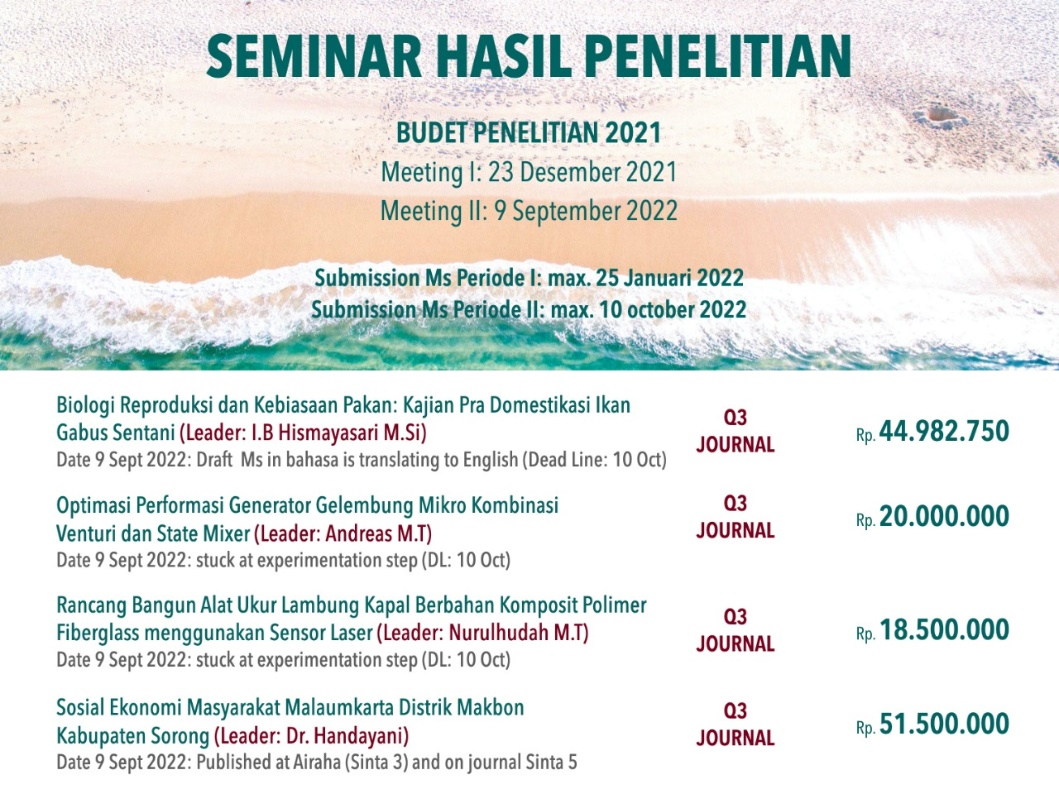 SEMINAR HASIL PENELITIAN
BUDET PENELITIAN 2021
Meeting I: 23 Desember 2021
Meeting II: 9 September 2022
Submission Ms Periode I: max. 25 Januari 2022
Submission Ms Periode II: max. 10 october 2022
Biologi Reproduksi dan Kebiasaan Pakan: Kajian Pra Domestikasi Ikan
Gabus Sentani (Leader: I.B Hismayasari M.Si)
Date 9 Sept 2022: Draft Ms in bahasa is translating to English (Dead Line: 10 Oct)
Q3
JOURNAL
Rp. 44.982.750
Optimasi Performasi Generator Gelembung Mikro Kombinasi
Venturi dan State Mixer (Leader: Andreas M.T)
Date 9 Sept 2022: stuck at experimentation step (DL: 10 Oct)
Q3
JOURNAL
Rp. 20.000.000
Rancang Bangun Alat Ukur Lambung Kapal Berbahan Komposit Polimer
Fiberglass menggunakan Sensor Laser (Leader: Nurulhudah M.T)
Date 9 Sept 2022: stuck at experimentation step (DL: 10 Oct)
Q3
JOURNAL
Rp. 18.500.000
Sosial Ekonomi Masyarakat Malaumkarta Distrik Makbon
Kabupaten Sorong (Leader: Dr. Handayani)
Date 9 Sept 2022: Published at Airaha (Sinta 3) and on journal Sinta 5
Q3
JOURNAL
Rp. 51.500.000